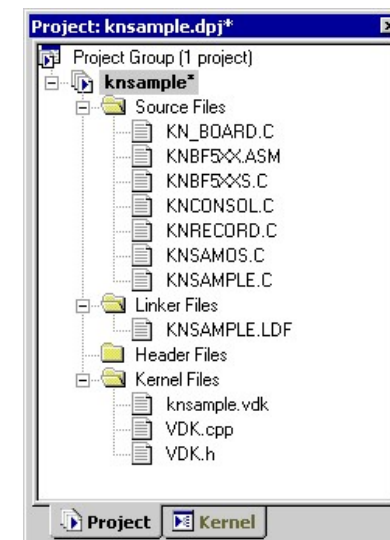 Project: knsample.dpj*
Project Group (1 project)
knsample*
Source Files
KN_BOARD.C
KNBF5XX.ASM
KNBF5XXS.C
KNCONSOL.C
KNRECORD.C
KNSAMOS.C
KNSAMPLE.C
Linker Files
KNSAMPLE.LDF
Header Files
Kernel Files
knsample.vdk
VDK.cpp
VDK.h
Project Kernel